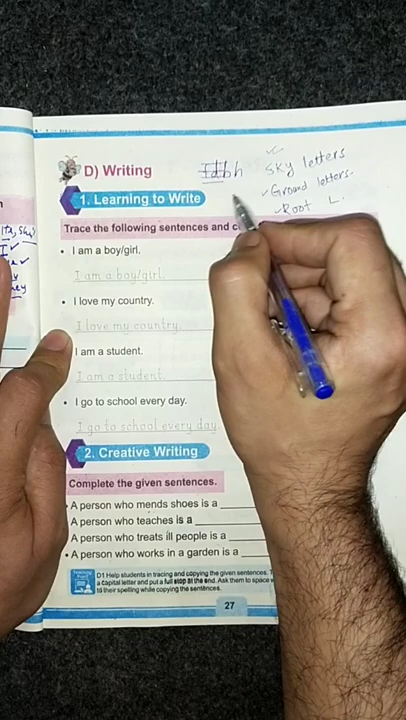 D) Writing
Sky letters
Ground letters.
Root L.
1. Learning to Write
Trace the following sentences and c
• I am a boy/girl.
I am a boy/girl.
• I love my country.
I love my country.
I am a student.
I am a student.
• I go to school every day.
I go to school every day.
2. Creative Writing
Complete the given sentences.
• A person who mends shoes is a
A person who teaches is a
A person who treats ill people is a
• A person who works in a garden is a
D1 Help students in tracing and copying the given sentences.
a capital letter and put a full stop at the end. Ask them to space
to their spelling while copying the sentences.
27